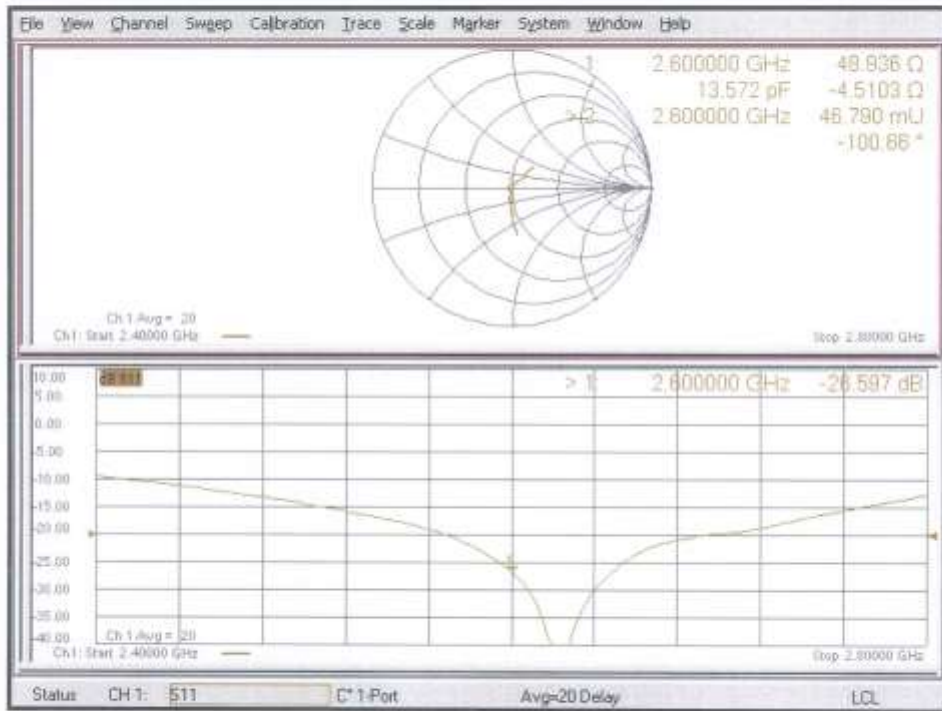 File View Channel Sweep Calibration Trace Scale Marker System Window Help
1 2.600000 GHz 48.936 Ω
13.572 pF -4.5103 Ω
> 2 2.600000 GHz 46.790 mU
-100.66 °
Ch 1 Avg = 20
Ch1: Start 2.40000 GHz
Stop 2.80000 GHz
10.00
> 1 2.600000 GHz -26.597 dB
5.00
0.00
-5.00
-10.00
-15.00
-20.00
-25.00
1
-30.00
-35.00
-40.00
Ch 1 Avg = 20
Ch1: Start 2.40000 GHz
Stop 2.80000 GHz
Status CH 1: S11 C* 1-Port Avg=20 Delay LCL